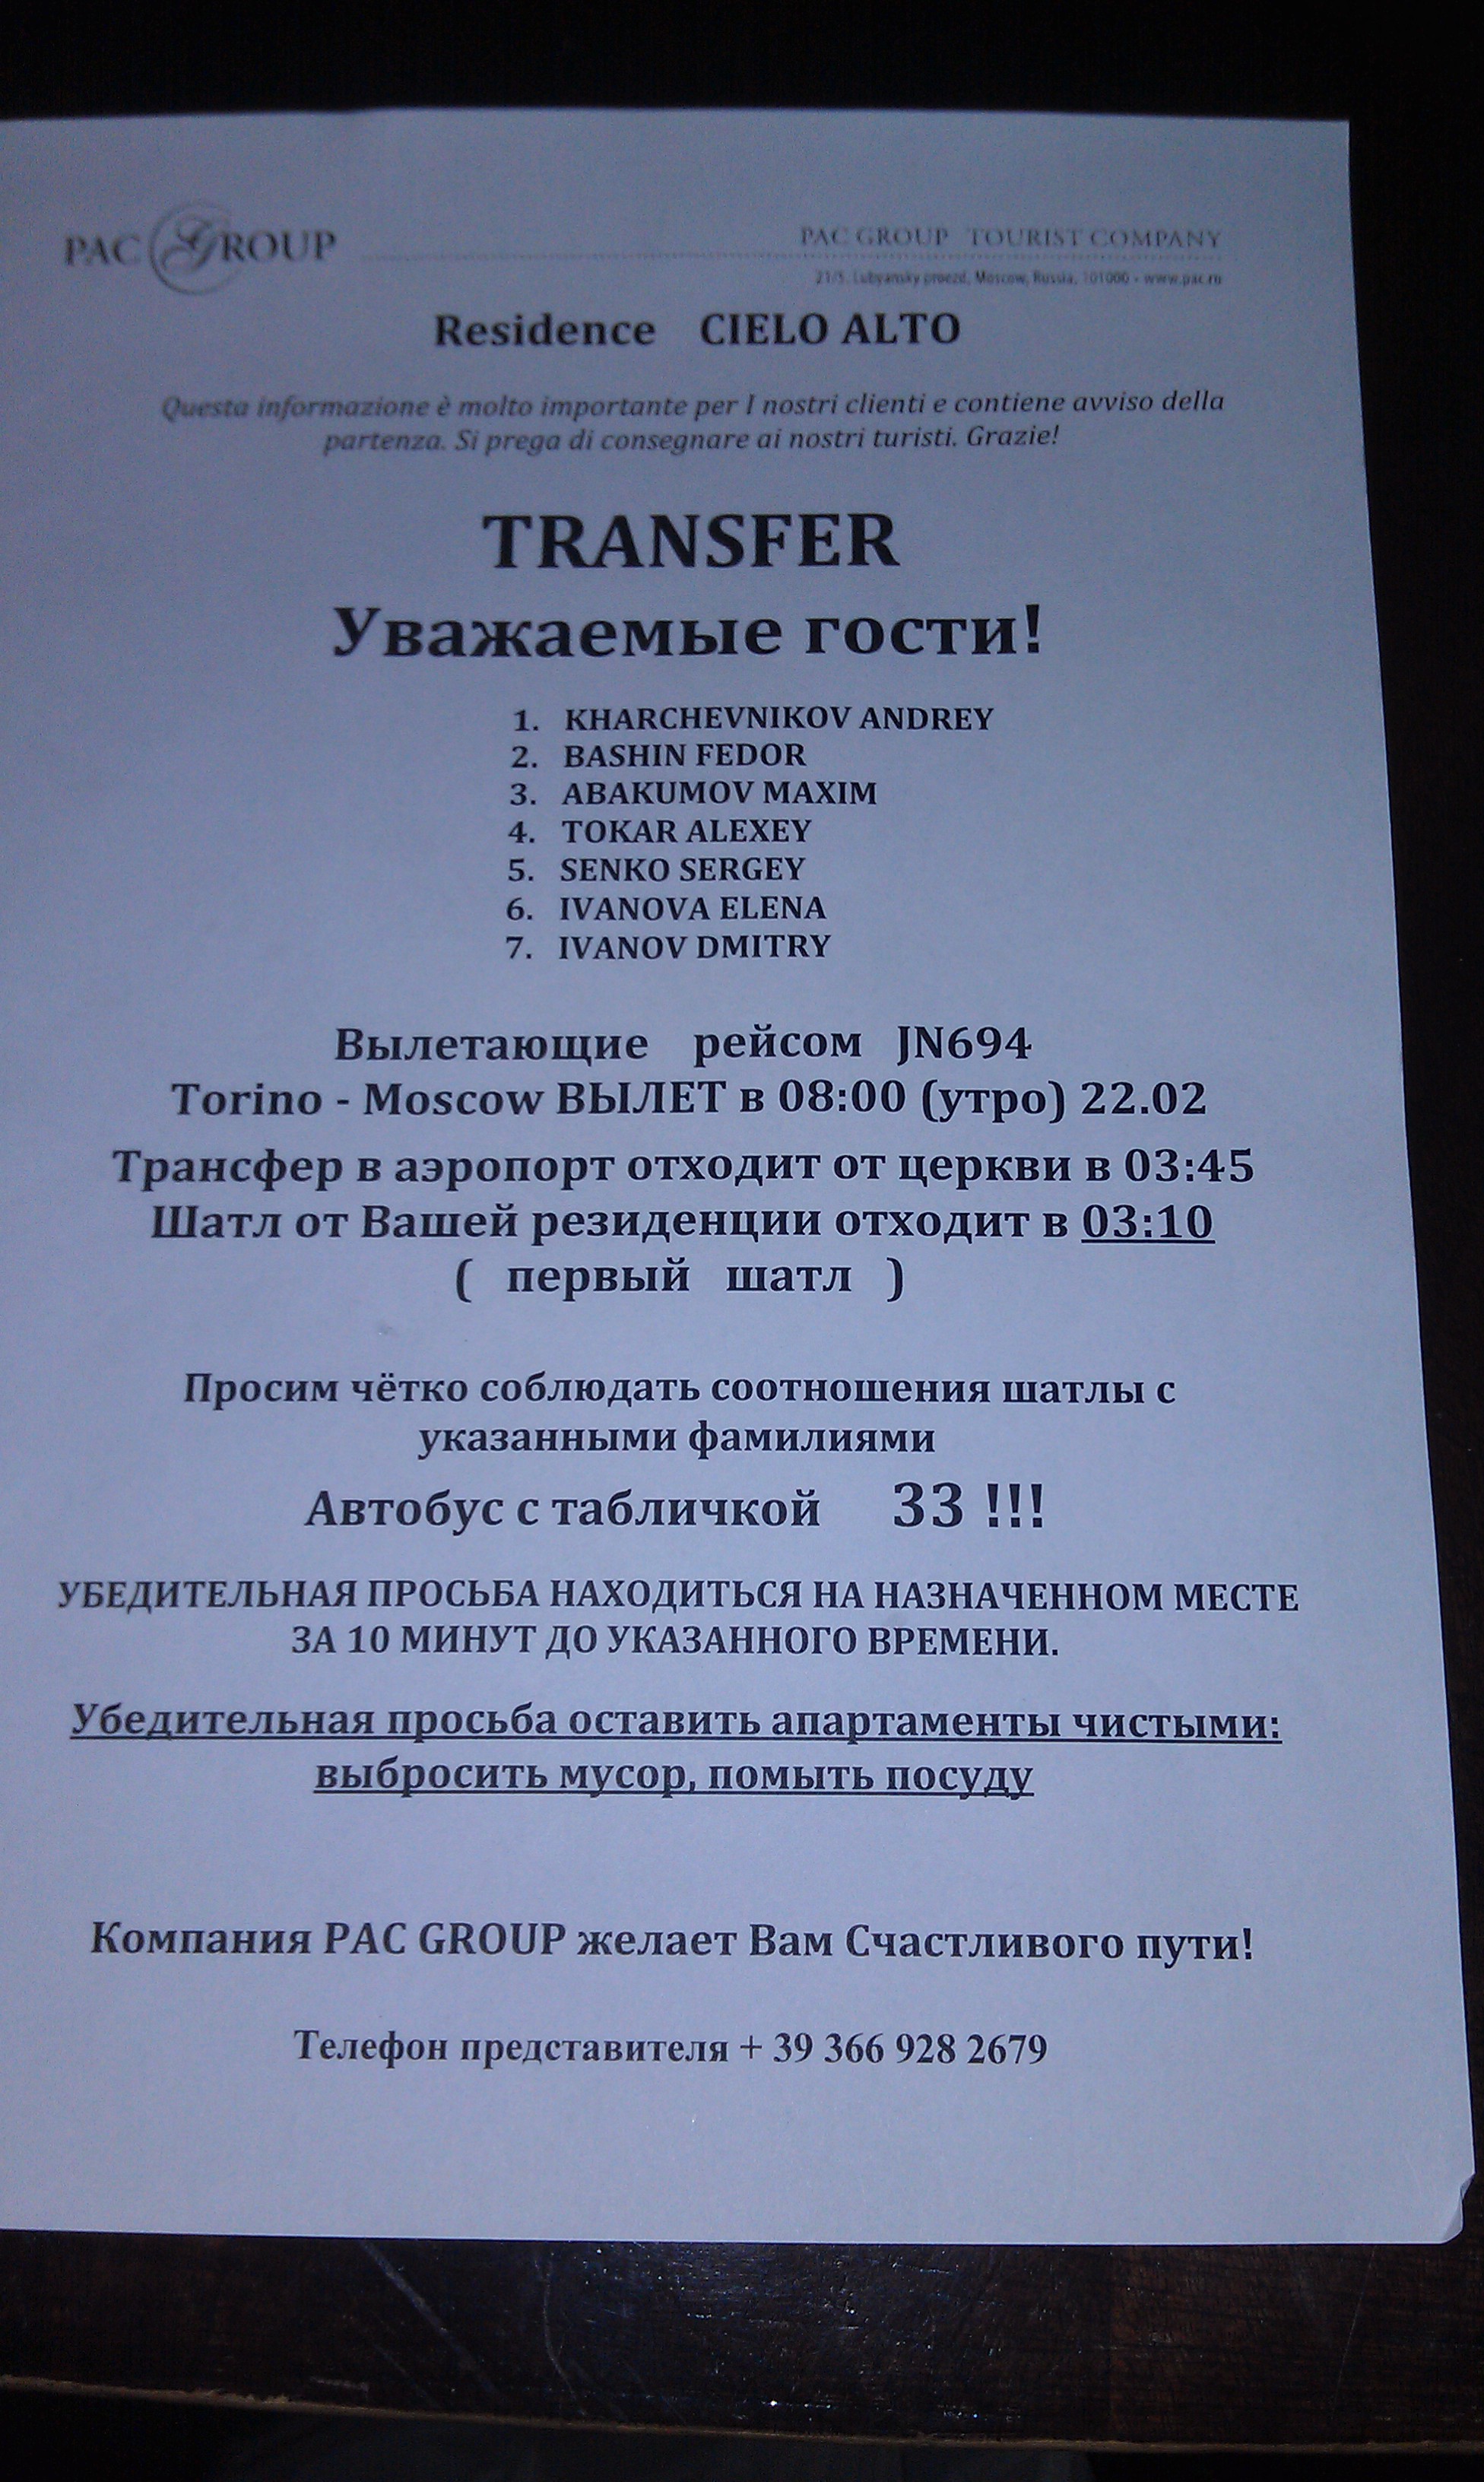 PAC GROUP
PAC GROUP TOURIST COMPANY
21/5, Lubyansky proezd, Moscow, Russia, 101000 - www.pac.ru
Residence CIELO ALTO
Questa informazione è molto importante per I nostri clienti e contiene avviso della
partenza. Si prega di consegnare ai nostri turisti. Grazie!
TRANSFER
Уважаемые гости!
1. KHARCHEVNIKOV ANDREY
2. BASHIN FEDOR
3. ABAKUMOV MAXIM
4. TOKAR ALEXEY
5. SENKO SERGEY
6. IVANOVA ELENA
7. IVANOV DMITRY
Вылетающие рейсом JN694
Torino - Moscow ВЫЛЕТ в 08:00 (утро) 22.02
Трансфер в аэропорт отходит от церкви в 03:45
Шатл от Вашей резиденции отходит в 03:10
( первый шатл )
Просим чётко соблюдать соотношения шатлы с
указанными фамилиями
Автобус с табличкой 33 !!!
УБЕДИТЕЛЬНАЯ ПРОСЬБА НАХОДИТЬСЯ НА НАЗНАЧЕННОМ МЕСТЕ
ЗА 10 МИНУТ ДО УКАЗАННОГО ВРЕМЕНИ.
Убедительная просьба оставить апартаменты чистыми:
выбросить мусор, помыть посуду
Компания PAC GROUP желает Вам Счастливого пути!
Телефон представителя + 39 366 928 2679